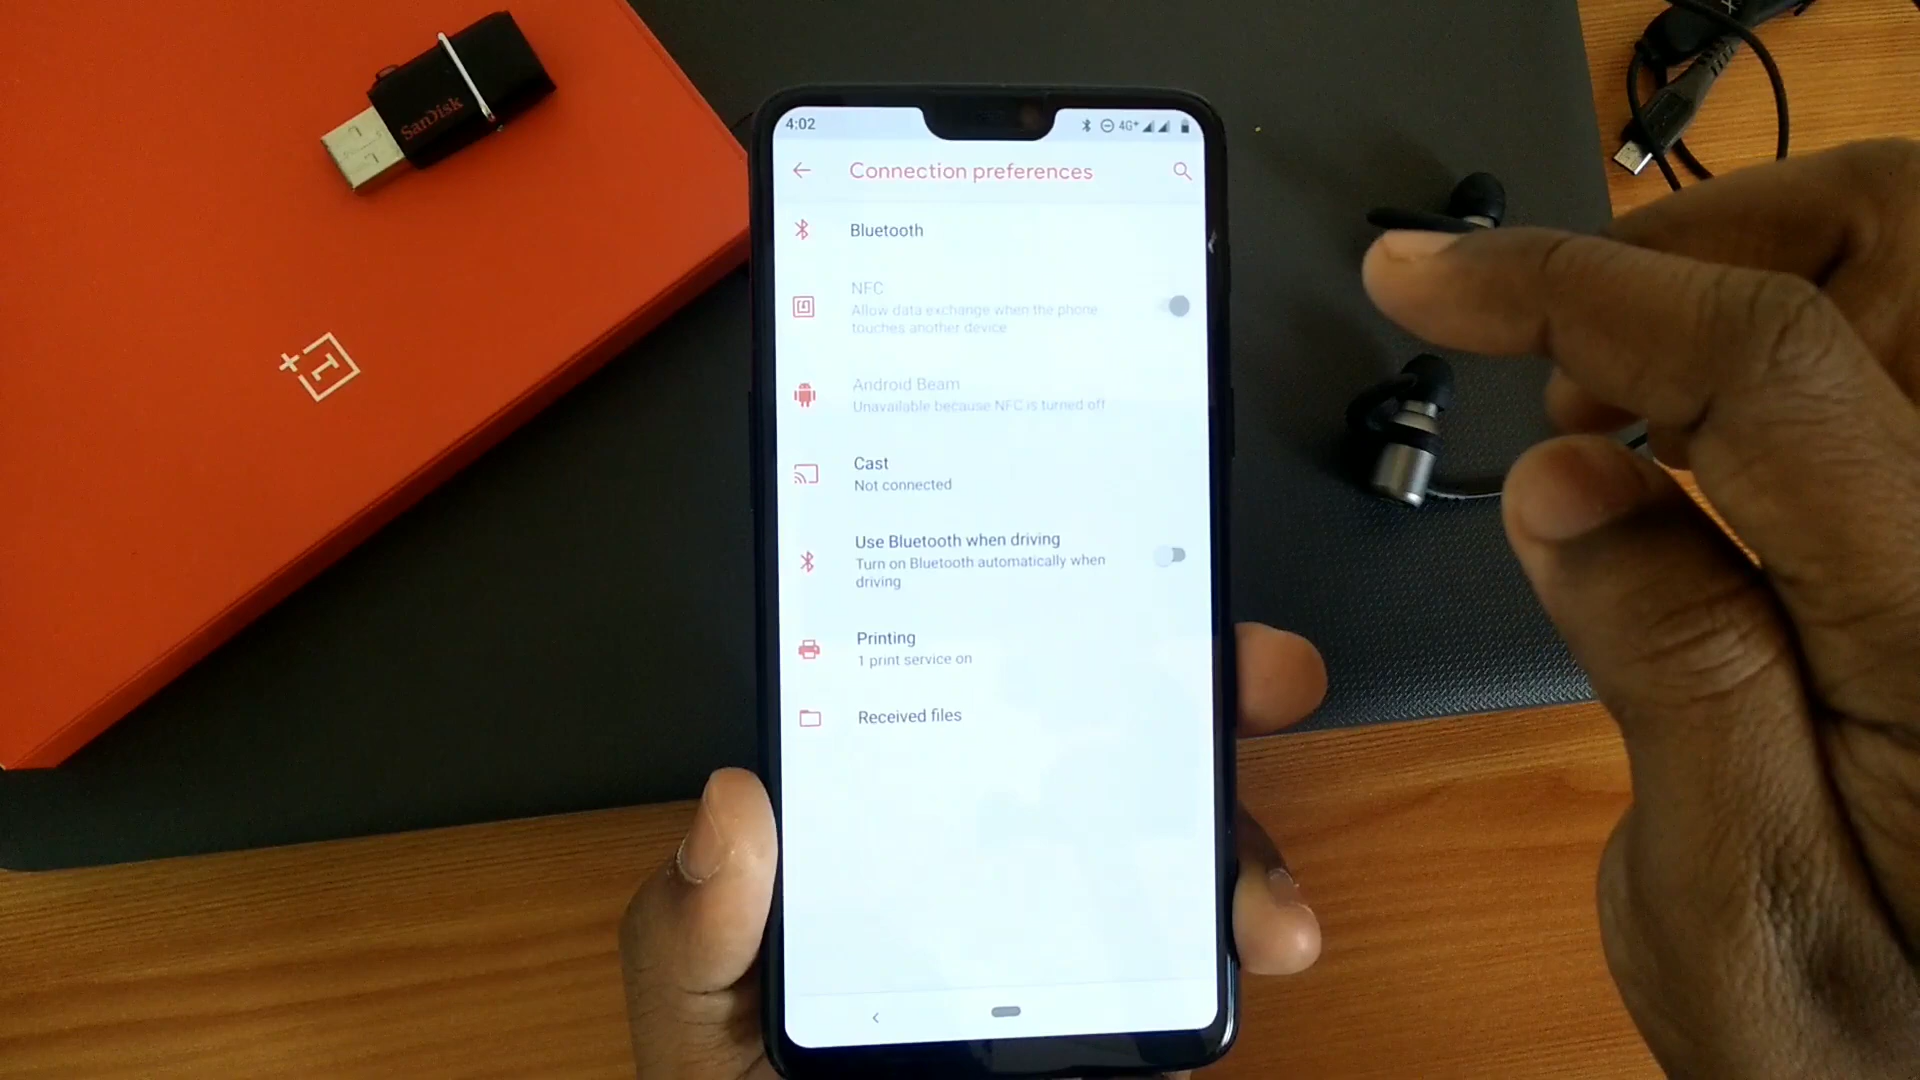 SanDisk
4:02
4G+
Connection preferences
Bluetooth
NFC
Allow data exchange when the phone
touches another device
Android Beam
Unavailable because NFC is turned off
Cast
Not connected
Use Bluetooth when driving
Turn on Bluetooth automatically when
driving
Printing
1 print service on
Received files